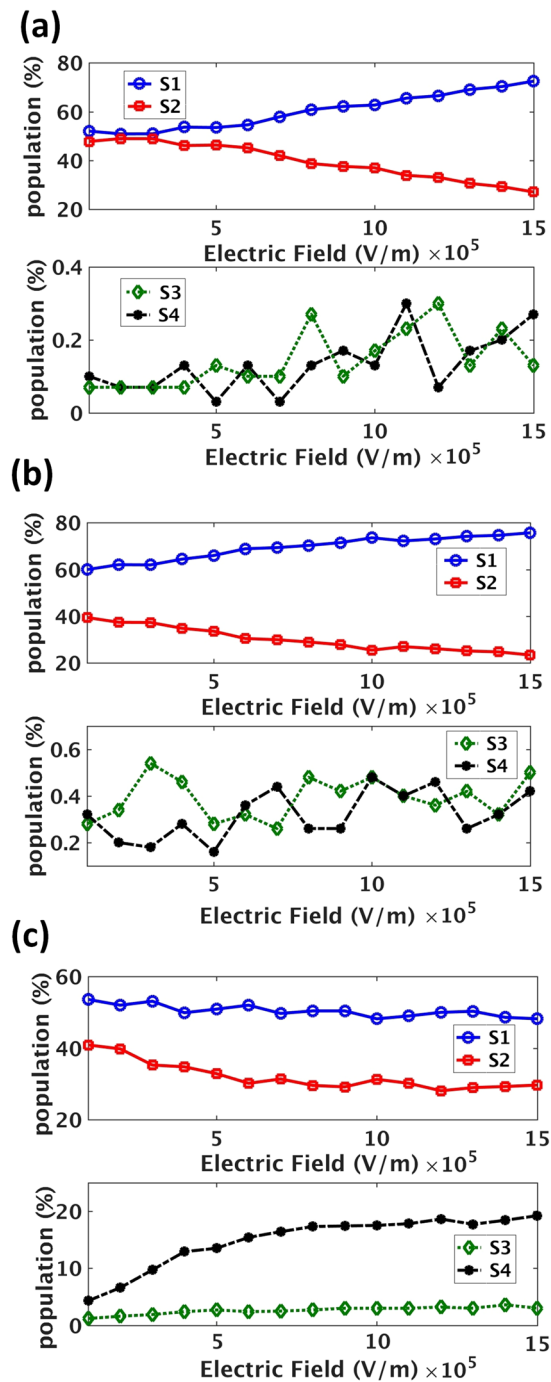 (a)
population (%)
80
60
40
20
S1
S2
5
10
15
Electric Field (V/m) ×10⁵
population (%)
0.4
0.2
0
S3
S4
5
10
15
Electric Field (V/m) ×10⁵
(b)
population (%)
80
60
40
20
S1
S2
5
10
15
Electric Field (V/m) ×10⁵
population (%)
0.6
0.4
0.2
S3
S4
5
10
15
Electric Field (V/m) ×10⁵
(c)
population (%)
60
40
20
S1
S2
5
10
15
Electric Field (V/m) ×10⁵
population (%)
20
10
0
S3
S4
5
10
15
Electric Field (V/m) ×10⁵